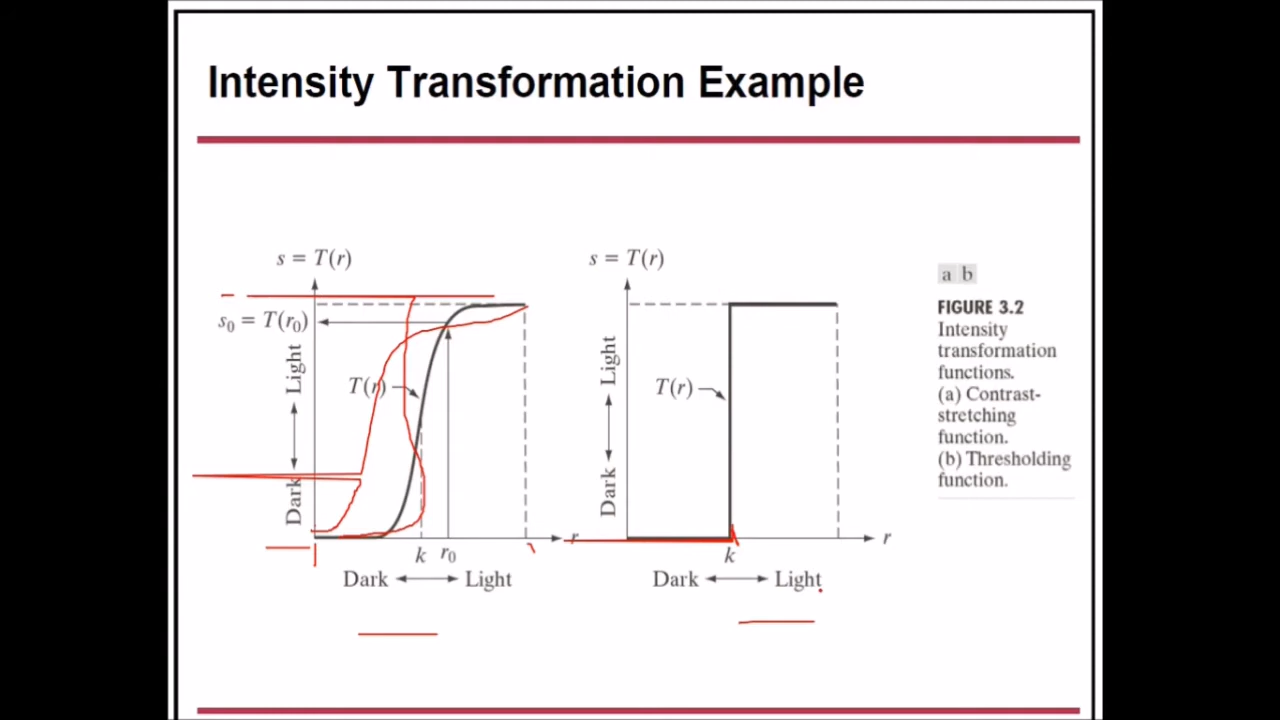 Intensity Transformation Example
s = T(r)
s0 = T(r0)
T(r)
Dark
Light
k r0
r
Dark
Light
s = T(r)
T(r)
Dark
Light
k
r
Dark
Light
a b
FIGURE 3.2
Intensity
transformation
functions.
(a) Contrast-
stretching
function.
(b) Thresholding
function.